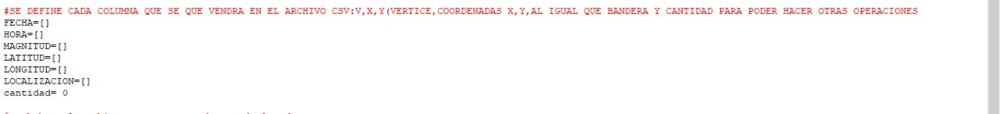 #SE DEFINE CADA COLUMNA QUE SE QUE VENDRA EN EL ARCHIVO CSV:V,X,Y(VERTICE,COORDENADAS X,Y,AL IGUAL QUE BANDERA Y CANTIDAD PARA PODER HACER OTRAS OPERACIONES
FECHA=[]
HORA=[]
MAGNITUD=[]
LATITUD=[]
LONGITUD=[]
LOCALIZACION=[]
cantidad= 0